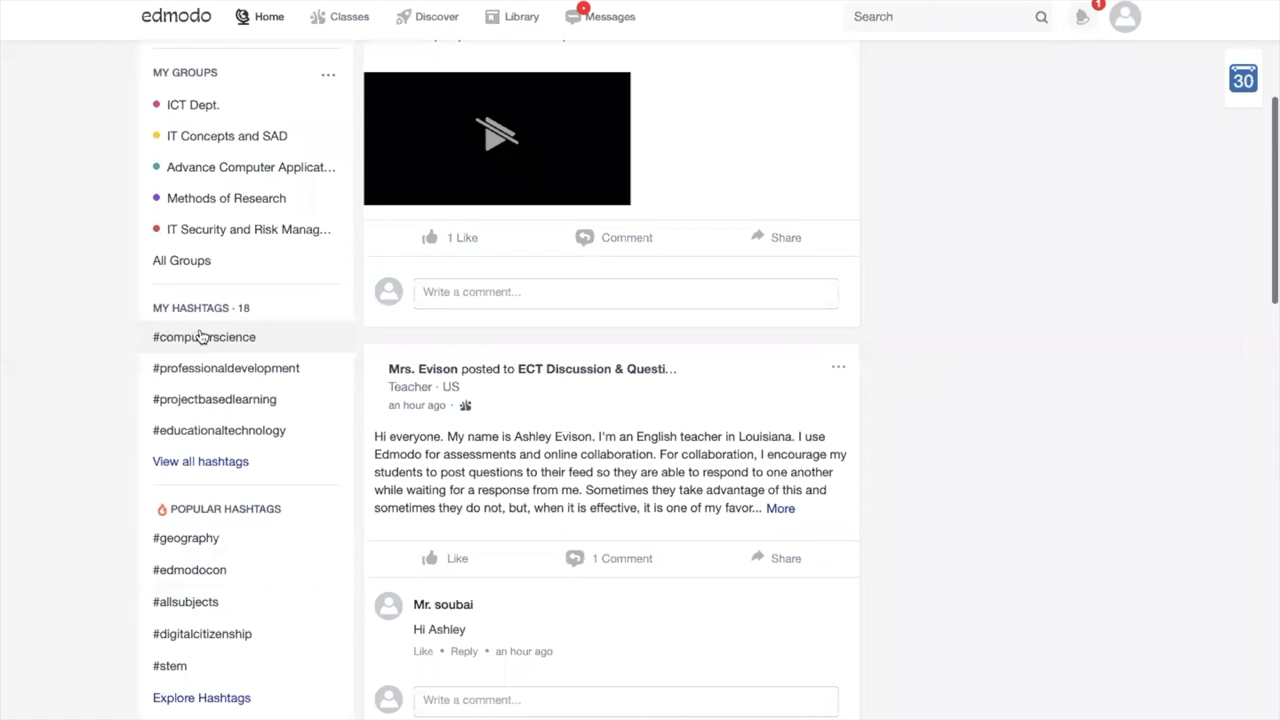 edmodo
Home
Classes
Discover
Library
Messages
Search
1
30
MY GROUPS
ICT Dept.
IT Concepts and SAD
Advance Computer Applicat...
Methods of Research
IT Security and Risk Manag...
All Groups
MY HASHTAGS · 18
#computerscience
#professionaldevelopment
#projectbasedlearning
#educationaltechnology
View all hashtags
POPULAR HASHTAGS
#geography
#edmodocon
#allsubjects
#digitalcitizenship
#stem
Explore Hashtags
1 Like
Comment
Share
Write a comment...
Mrs. Evison posted to ECT Discussion & Questi...
Teacher · US
an hour ago ·
Hi everyone. My name is Ashley Evison. I'm an English teacher in Louisiana. I use
Edmodo for assessments and online collaboration. For collaboration, I encourage my
students to post questions to their feed so they are able to respond to one another
while waiting for a response from me. Sometimes they take advantage of this and
sometimes they do not, but, when it is effective, it is one of my favor... More
Like
1 Comment
Share
Mr. soubai
Hi Ashley
Like • Reply • an hour ago
Write a comment...